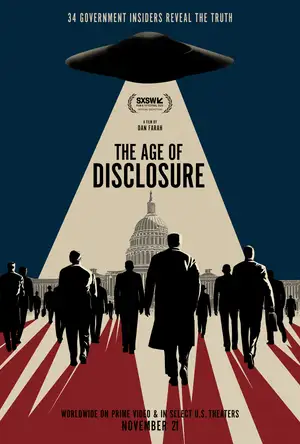 34 GOVERNMENT INSIDERS REVEAL THE TRUTH
SXSW
A FILM BY
DAN FARAH
THE AGE OF
DISCLOSURE
WORLDWIDE ON PRIME VIDEO & IN SELECT U.S. THEATERS
NOVEMBER 21